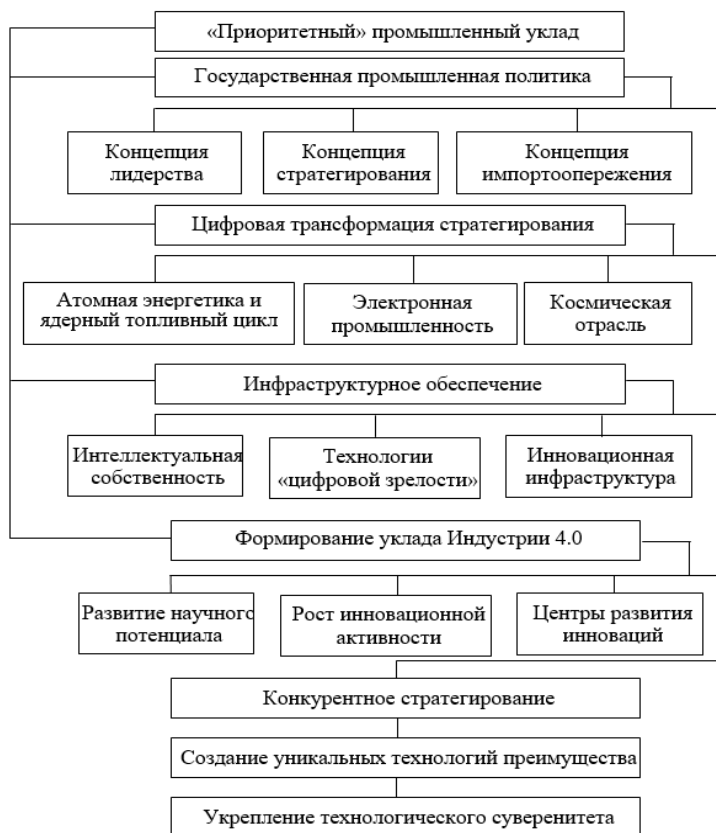 «Приоритетный» промышленный уклад
Государственная промышленная политика
Концепция
лидерства
Концепция
стратегирования
Концепция
импортоопережения
Цифровая трансформация стратегирования
Атомная энергетика и
ядерный топливный цикл
Электронная
промышленность
Космическая
отрасль
Инфраструктурное обеспечение
Интеллектуальная
собственность
Технологии
«цифровой зрелости»
Инновационная
инфраструктура
Формирование уклада Индустрии 4.0
Развитие научного
потенциала
Рост инновационной
активности
Центры развития
инноваций
Конкурентное стратегирование
Создание уникальных технологий преимущества
Укрепление технологического суверенитета